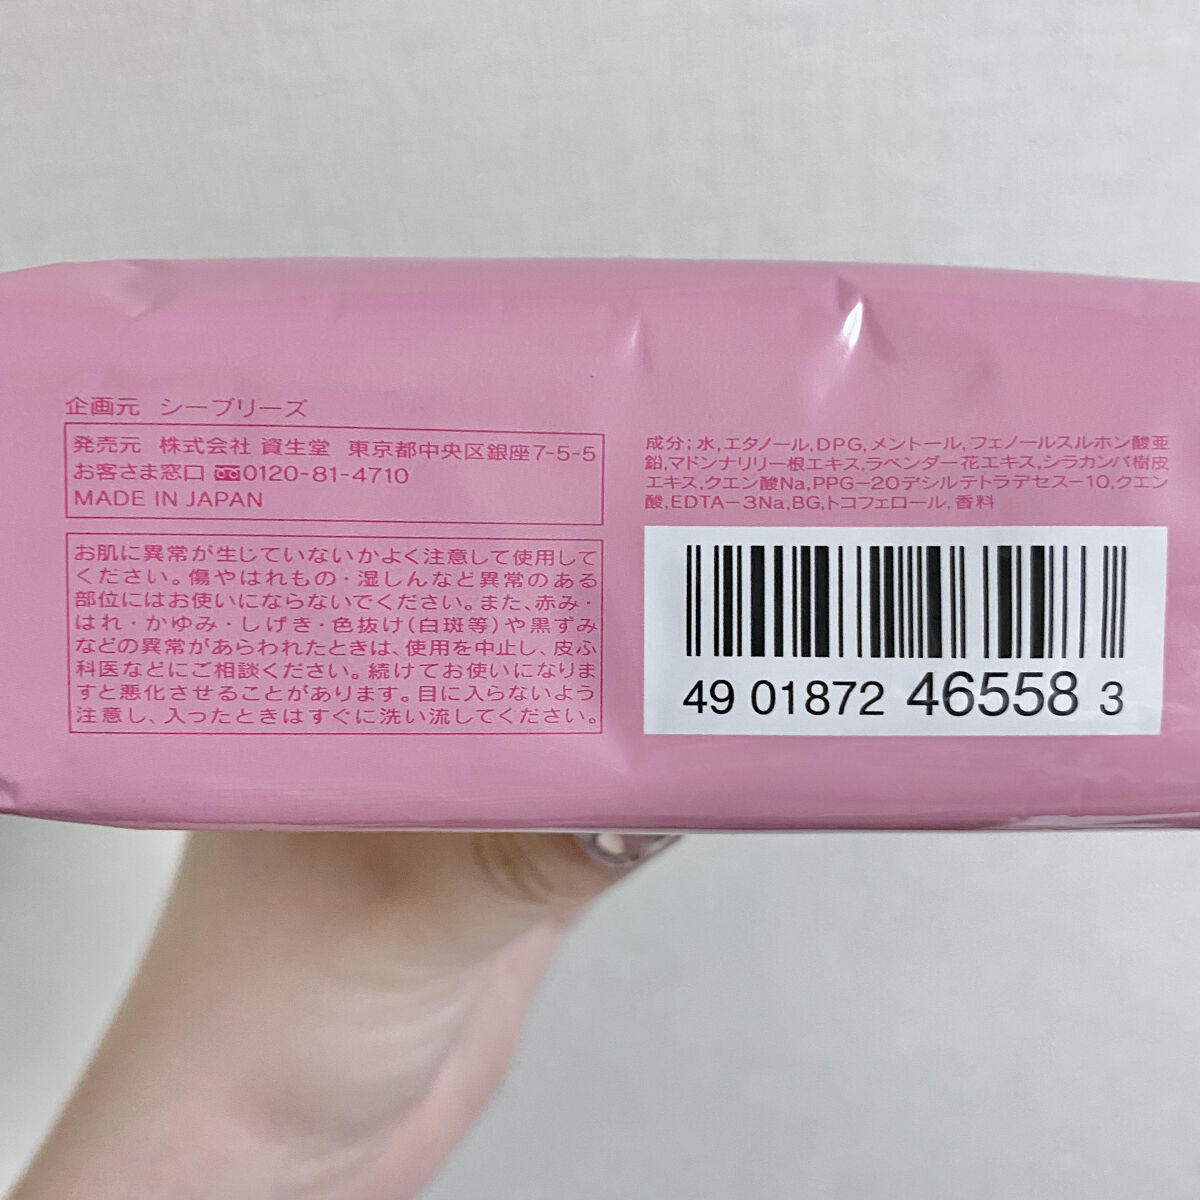 企画元 シーブリーズ
発売元 株式会社 資生堂 東京都中央区銀座7-5-5
お客さま窓口 0120-81-4710
MADE IN JAPAN
お肌に異常が生じていないかよく注意して使用して
ください。傷やはれもの・湿しんなど異常のある
部位にはお使いにならないでください。また、赤み・
はれ・かゆみ・しげき・色抜け(白斑等)や黒ずみ
などの異常があらわれたときは、使用を中止し、皮ふ
科医などにご相談ください。続けてお使いになりま
すと悪化させることがあります。目に入らないよう
注意し、入ったときはすぐに洗い流してください。
成分;水,エタノール,DPG,メントール,フェノールスルホン酸亜
鉛,マドンナリリー根エキス,ラベンダー花エキス,シラカンバ樹皮
エキス,クエン酸Na,PPG-20デシルテトラデセス-10,クエン
酸,EDTA-3Na,BG,トコフェロール,香料
49 01872 46558 3